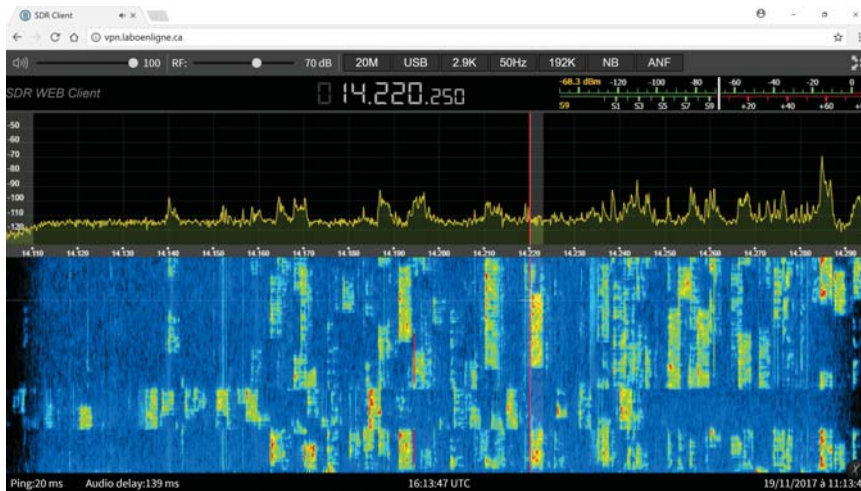 SDR Client
vpn.laboenligne.ca
100 RF: 70 dB 20M USB 2.9K 50Hz 192K NB ANF
SDR WEB Client
14.220.250
-68.3 dBm -120 -100 -80 -60 -40 -20 0
S9 S1 S3 S5 S7 S9 +20 +40 +60
-50
-60
-70
-80
-90
-100
-110
-120
14.110 14.120 14.130 14.140 14.150 14.160 14.170 14.180 14.190 14.200 14.210 14.220 14.230 14.240 14.250 14.260 14.270 14.280 14.290
Ping:20 ms Audio delay:139 ms 16:13:47 UTC 19/11/2017 à 11:13:4